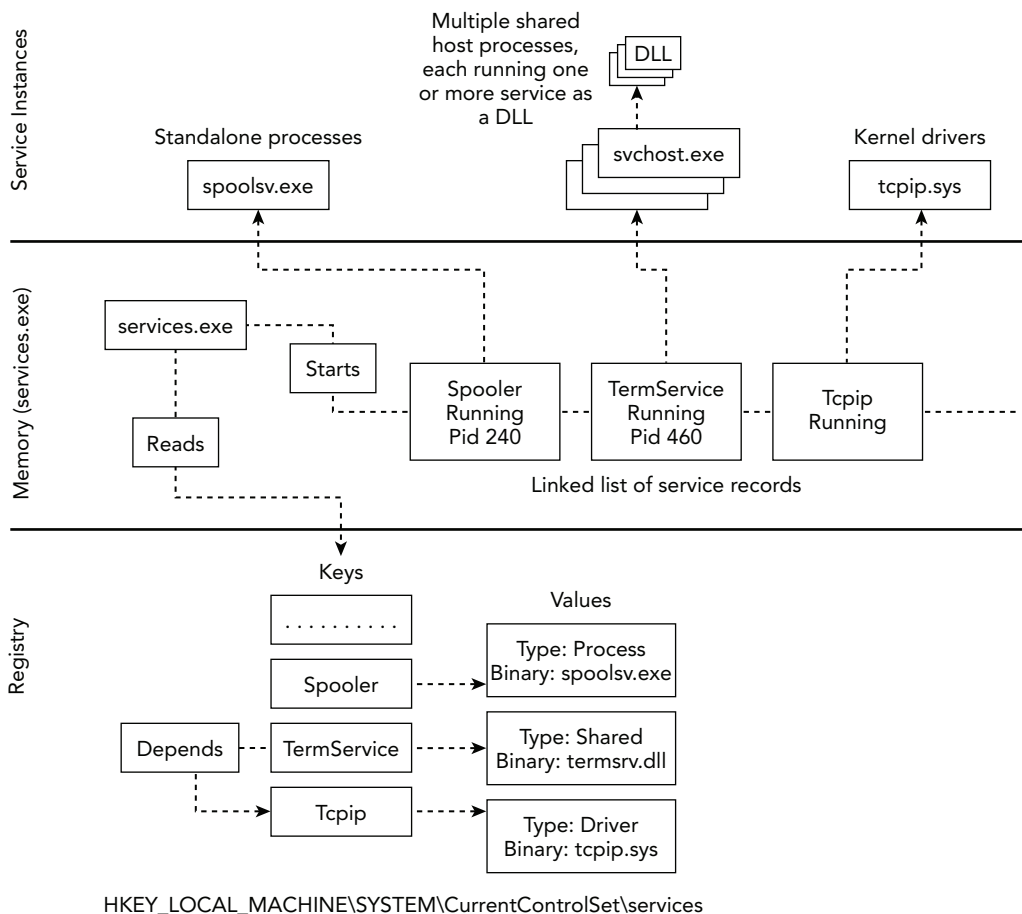 Service Instances
Multiple shared
host processes,
each running one
or more service as
a DLL
DLL
Standalone processes
spoolsv.exe
svchost.exe
Kernel drivers
tcpip.sys
Memory (services.exe)
services.exe
Starts
Reads
Spooler
Running
Pid 240
TermService
Running
Pid 460
Tcpip
Running
Linked list of service records
Registry
Keys
. . . . . . . . . .
Spooler
Depends
TermService
Tcpip
Values
Type: Process
Binary: spoolsv.exe
Type: Shared
Binary: termsrv.dll
Type: Driver
Binary: tcpip.sys
HKEY_LOCAL_MACHINE\SYSTEM\CurrentControlSet\services